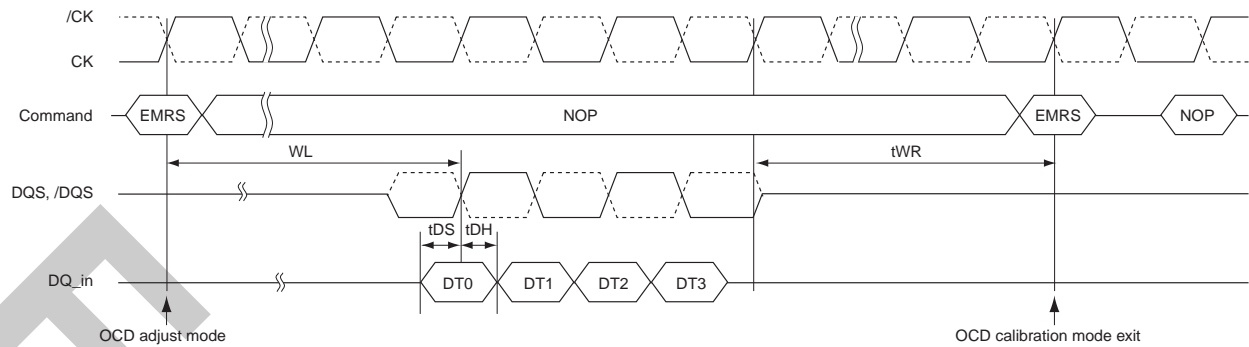 /CK
CK
Command
EMRS
NOP
EMRS
NOP
WL
tWR
DQS, /DQS
tDS
tDH
DQ_in
DT0
DT1
DT2
DT3
OCD adjust mode
OCD calibration mode exit